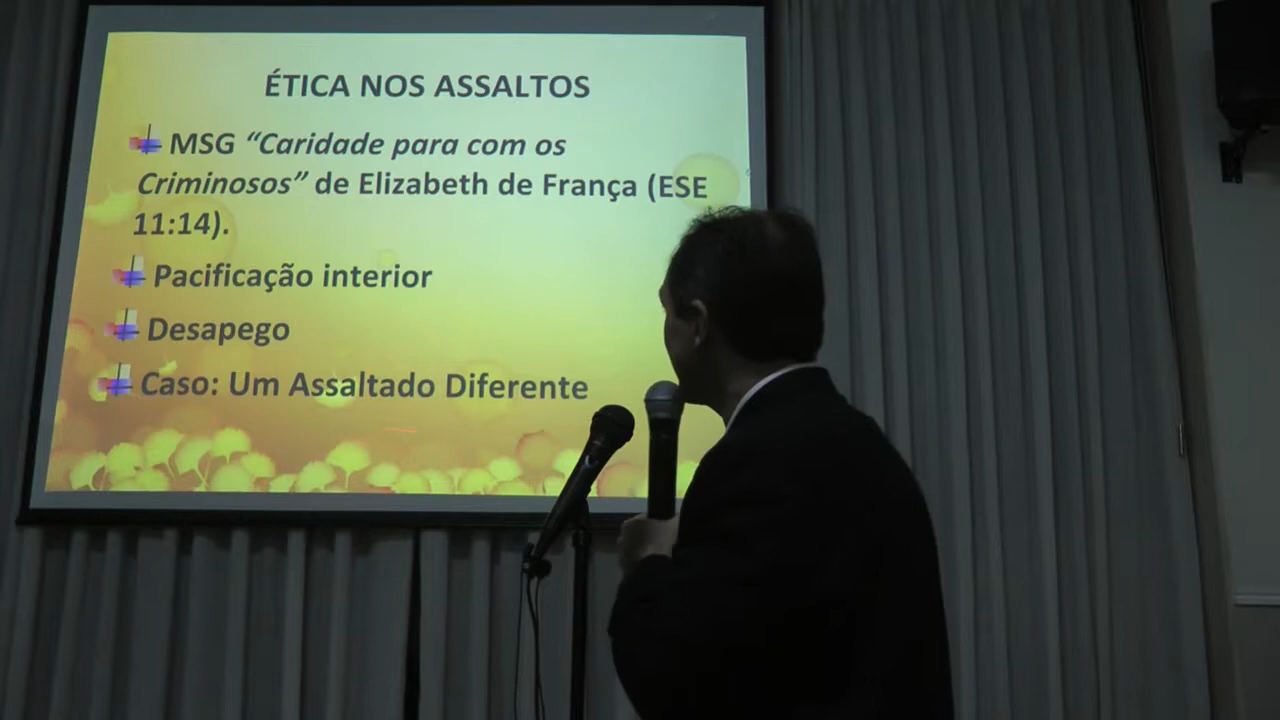 ÉTICA NOS ASSALTOS
MSG “Caridade para com os
Criminosos” de Elizabeth de França (ESE
11:14).
Pacificação interior
Desapego
Caso: Um Assaltado Diferente